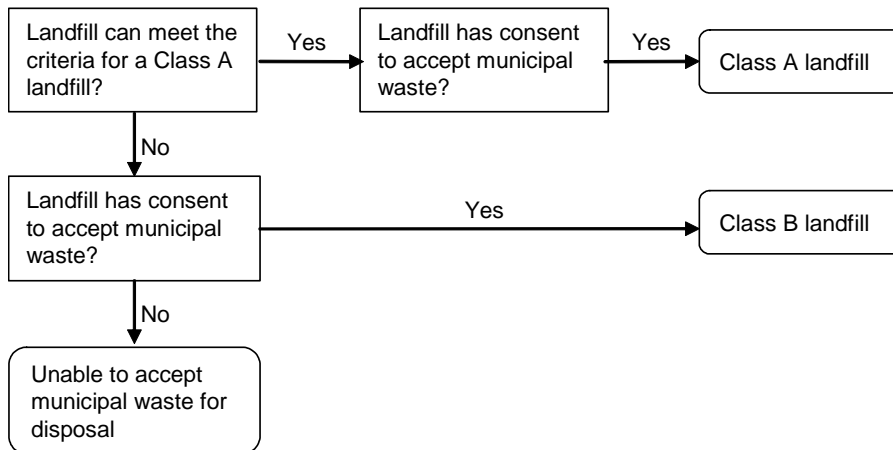 Landfill can meet the
criteria for a Class A
landfill?
Yes
Landfill has consent
to accept municipal
waste?
Yes
Class A landfill
No
Landfill has consent
to accept municipal
waste?
Yes
Class B landfill
No
Unable to accept
municipal waste for
disposal